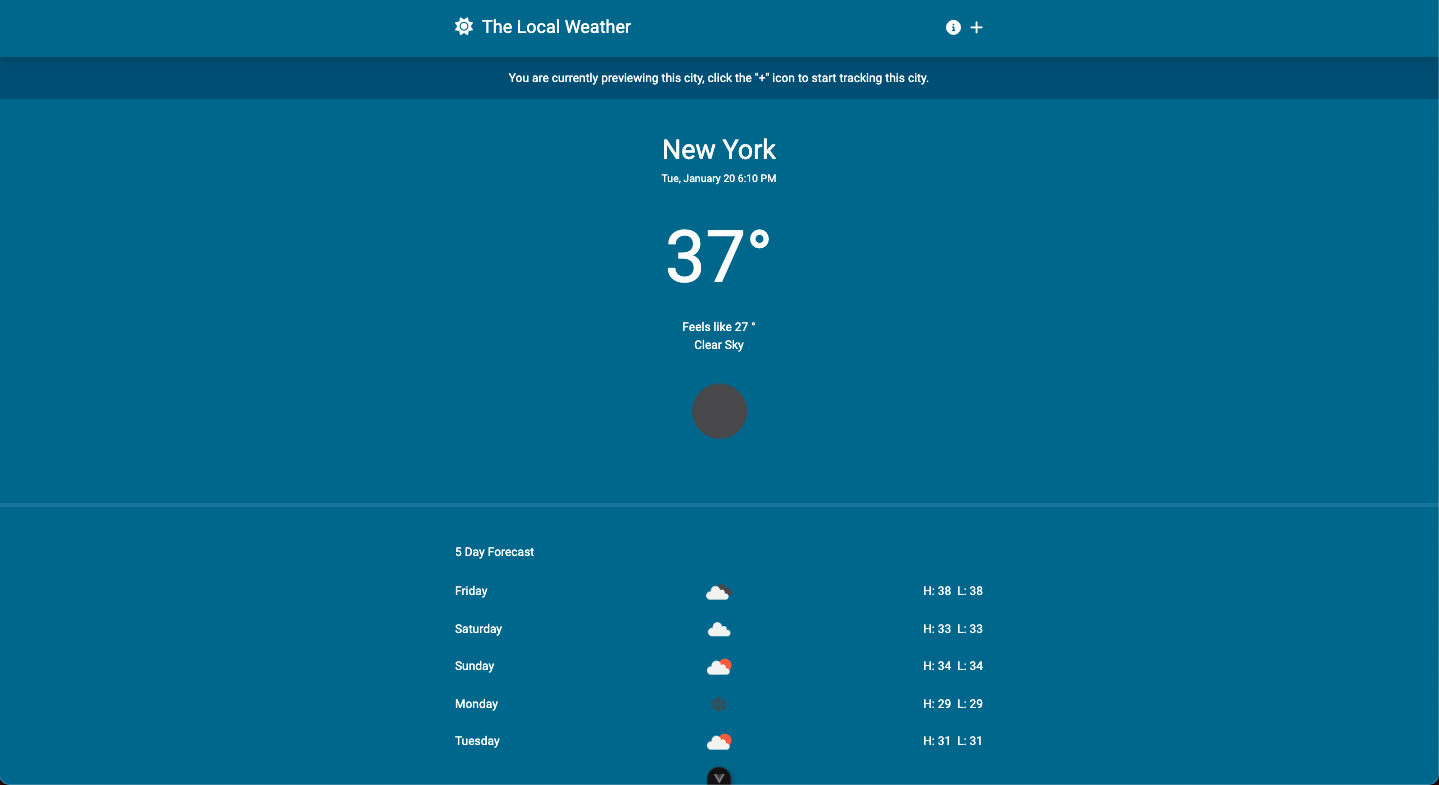 The Local Weather
You are currently previewing this city, click the "+" icon to start tracking this city.
New York
Tue, January 20 6:10 PM
37°
Feels like 27 °
Clear Sky
5 Day Forecast
Friday H: 38 L: 38
Saturday H: 33 L: 33
Sunday H: 34 L: 34
Monday H: 29 L: 29
Tuesday H: 31 L: 31